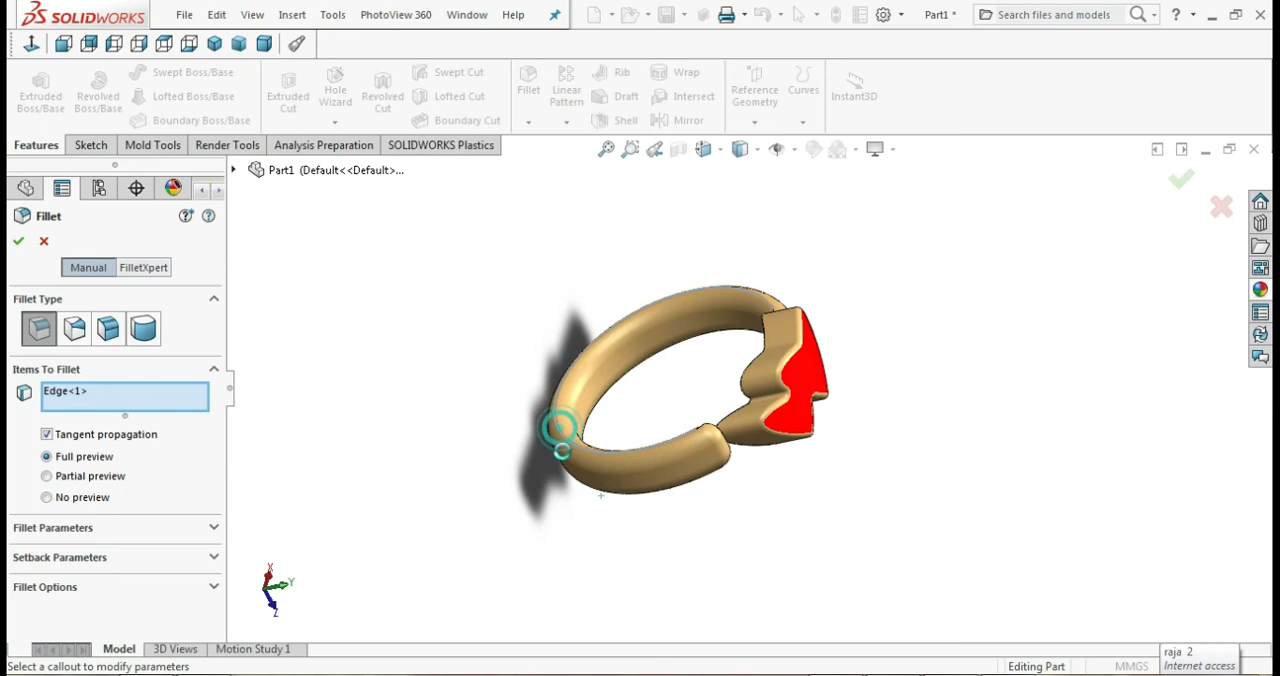 SOLIDWORKS
File Edit View Insert Tools PhotoView 360 Window Help
Part1 *
Search files and models
?
Extruded Boss/Base
Revolved Boss/Base
Swept Boss/Base
Lofted Boss/Base
Boundary Boss/Base
Extruded Cut
Hole Wizard
Revolved Cut
Swept Cut
Lofted Cut
Boundary Cut
Fillet
Linear Pattern
Rib
Draft
Shell
Wrap
Intersect
Mirror
Reference Geometry
Curves
Instant3D
Features Sketch Mold Tools Render Tools Analysis Preparation SOLIDWORKS Plastics
Part1 (Default<<Default>...
Fillet
Manual FilletXpert
Fillet Type
Items To Fillet
Edge<1>
Tangent propagation
Full preview
Partial preview
No preview
Fillet Parameters
Setback Parameters
Fillet Options
X
Y
Z
Model 3D Views Motion Study 1
Select a callout to modify parameters
Editing Part
MMGS
raja 2
Internet access